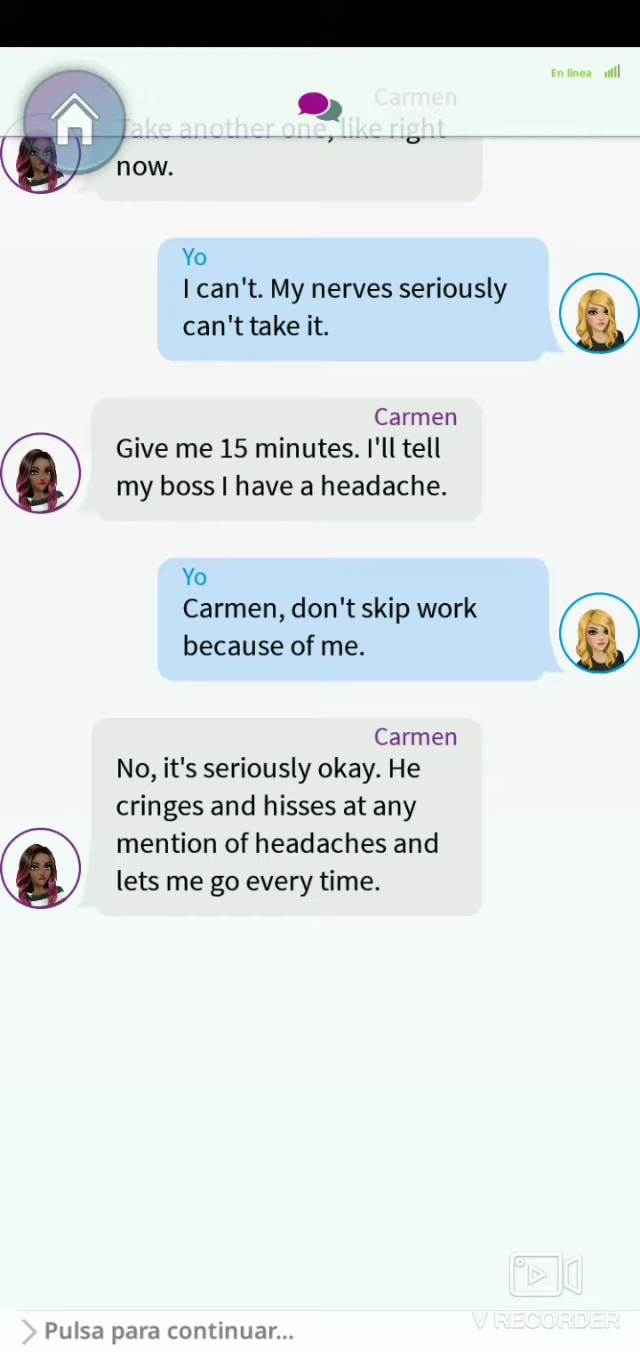 En línea
Carmen
Take another one, like right
now.
Yo
I can't. My nerves seriously
can't take it.
Carmen
Give me 15 minutes. I'll tell
my boss I have a headache.
Yo
Carmen, don't skip work
because of me.
Carmen
No, it's seriously okay. He
cringes and hisses at any
mention of headaches and
lets me go every time.
V RECORDER
Pulsa para continuar...